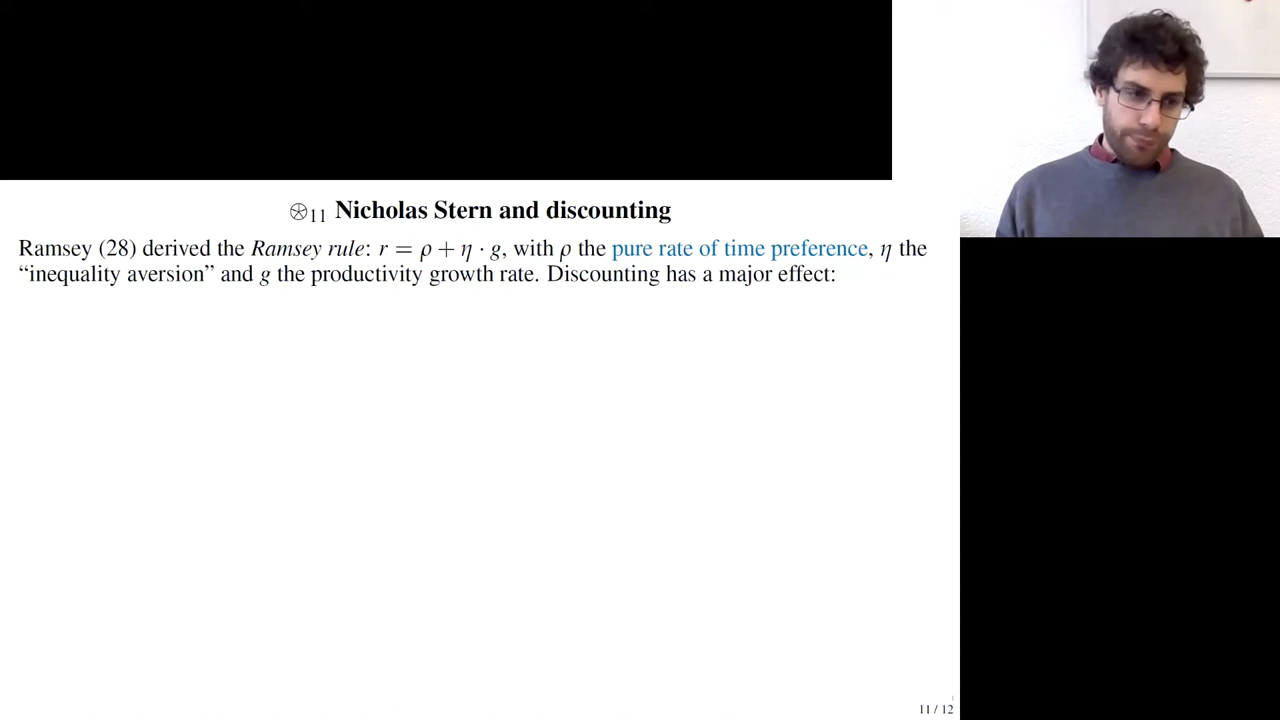 ⊛11 Nicholas Stern and discounting
Ramsey (28) derived the Ramsey rule: r = ρ + η · g, with ρ the pure rate of time preference, η the
“inequality aversion” and g the productivity growth rate. Discounting has a major effect:
11 / 12